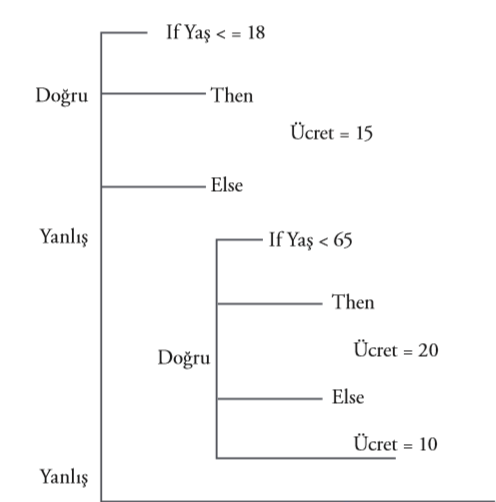 If Yaş < = 18
Doğru
Then
Ücret = 15
Else
Yanlış
If Yaş < 65
Then
Ücret = 20
Doğru
Else
Ücret = 10
Yanlış